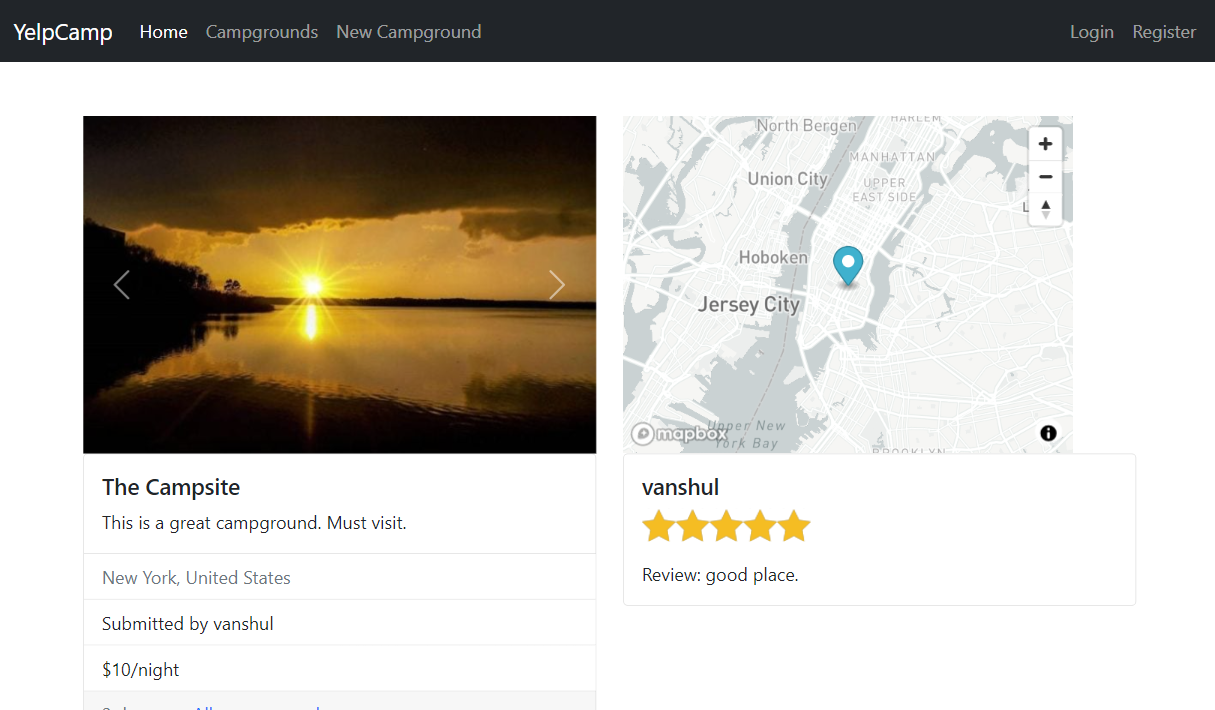 YelpCamp Home Campgrounds New Campground Login Register
The Campsite
This is a great campground. Must visit.
New York, United States
Submitted by vanshul
$10/night
HARLEM
North Bergen
MANHATTAN
Union City
UPPER
EAST SIDE
Hoboken
Jersey City
Upper New
York Bay
mapbox
BROOKLYN
vanshul
Review: good place.